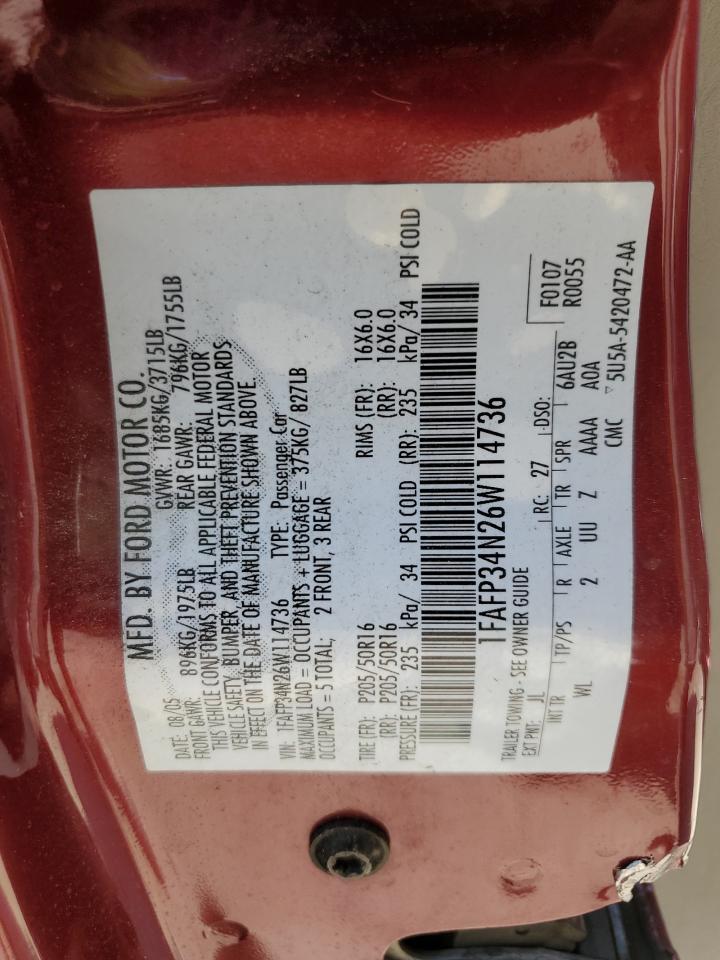 MFD. BY FORD MOTOR CO.
DATE: 08/05 GVWR: 1685KG/3715LB
FRONT GAWR: REAR GAWR:
896KG/1975LB 796KG/1755LB
THIS VEHICLE CONFORMS TO ALL APPLICABLE FEDERAL MOTOR
VEHICLE SAFETY, BUMPER, AND THEFT PREVENTION STANDARDS
IN EFFECT ON THE DATE OF MANUFACTURE SHOWN ABOVE.
VIN: 1FAFP34N26W114736 TYPE: Passenger Car
MAXIMUM LOAD = OCCUPANTS + LUGGAGE = 375KG/ 827LB
OCCUPANTS = 5 TOTAL; 2 FRONT, 3 REAR
TIRE (FR): P205/50R16 RIMS (FR): 16X6.0
(RR): P205/50R16 (RR): 16X6.0
PRESSURE (FR): 235 kPa/ 34 PSI COLD (RR): 235 kPa/ 34 PSI COLD
1FAFP34N26W114736
TRAILER TOWING - SEE OWNER GUIDE
EXT PNT: JL RC: 27 DSO: F0107
R0055
INT TR TP/PS R AXLE TR SPR 6AU2B
WL 2 UU Z AAAA A0A
CMC ▽ 5U5A-5420472-AA